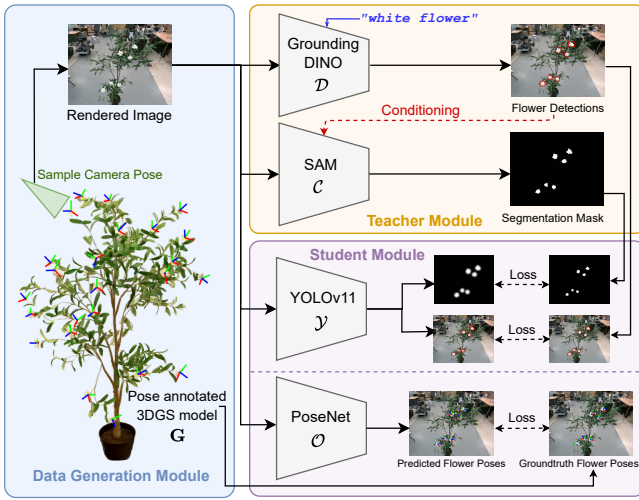 "white flower"
Grounding
DINO
𝒟
Rendered Image
Flower Detections
Conditioning
Sample Camera Pose
SAM
𝒞
Teacher Module
Segmentation Mask
Student Module
YOLOv11
𝒴
Loss
Loss
Pose annotated
3DGS model
G
PoseNet
𝒪
Loss
Predicted Flower Poses
Groundtruth Flower Poses
Data Generation Module